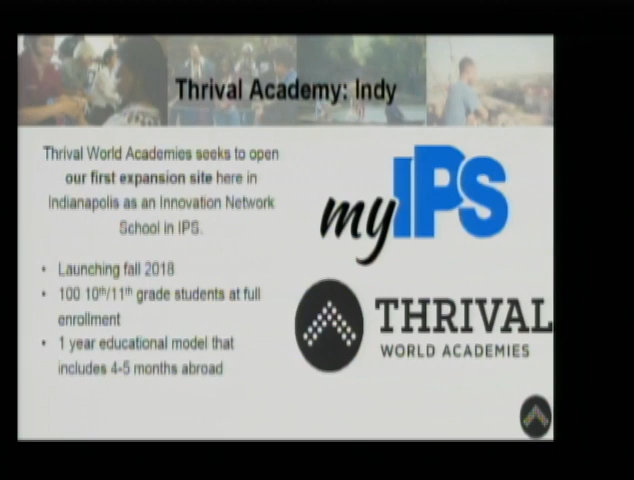 Thrival Academy: Indy
Thrival World Academies seeks to open
our first expansion site here in
Indianapolis as an Innovation Network
School in IPS.
• Launching fall 2018
• 100 10th/11th grade students at full
enrollment
• 1 year educational model that
includes 4-5 months abroad
myIPS
THRIVAL
WORLD ACADEMIES